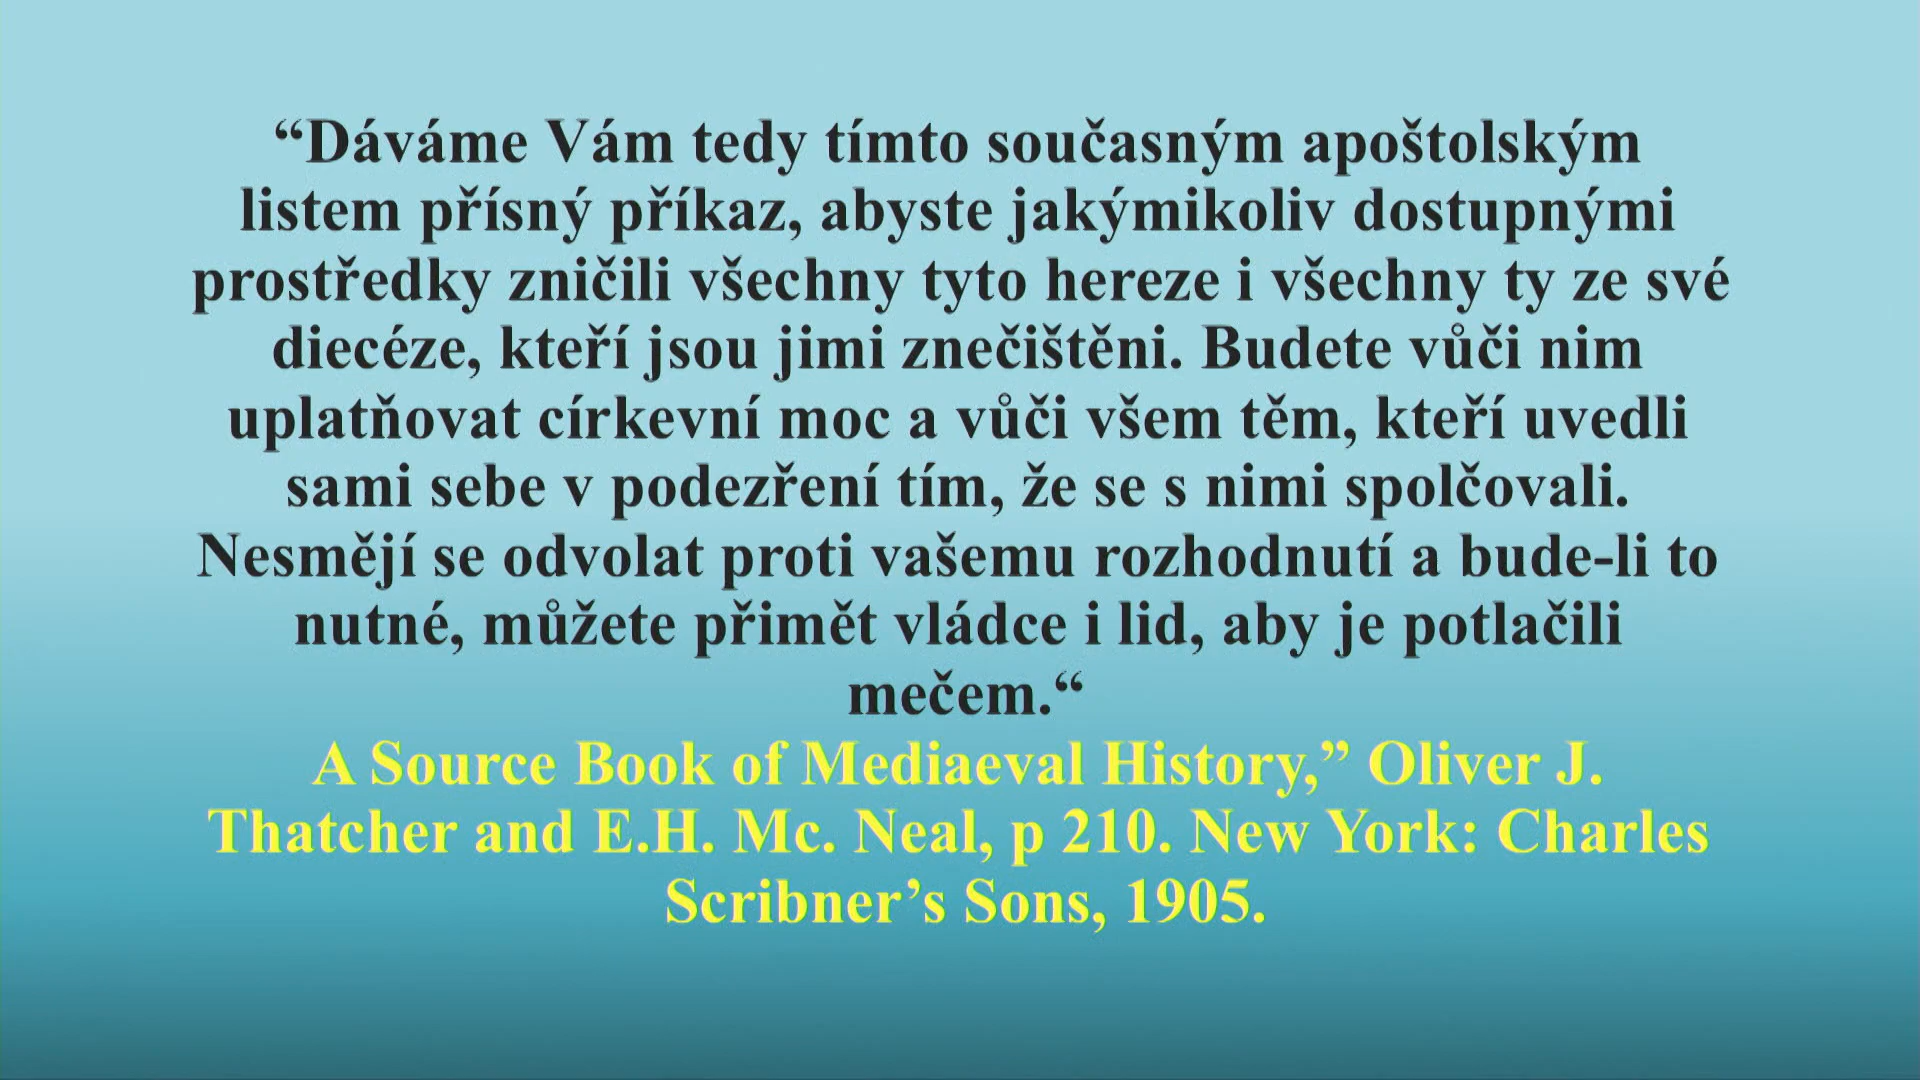 “Dáváme Vám tedy tímto současným apoštolským
listem přísný příkaz, abyste jakýmikoliv dostupnými
prostředky zničili všechny tyto hereze i všechny ty ze své
diecéze, kteří jsou jimi znečištěni. Budete vůči nim
uplatňovat církevní moc a vůči všem těm, kteří uvedli
sami sebe v podezření tím, že se s nimi spolčovali.
Nesmějí se odvolat proti vašemu rozhodnutí a bude-li to
nutné, můžete přimět vládce i lid, aby je potlačili
mečem.“
A Source Book of Mediaeval History,” Oliver J.
Thatcher and E.H. Mc. Neal, p 210. New York: Charles
Scribner’s Sons, 1905.